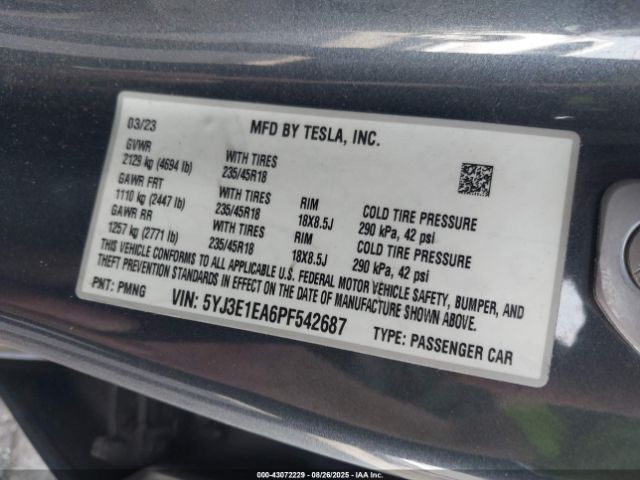 03/23 MFD BY TESLA, INC.
GVWR
2129 kg (4694 lb) WITH TIRES
GAWR FRT 235/45R18
1110 kg (2447 lb) WITH TIRES RIM COLD TIRE PRESSURE
GAWR RR 235/45R18 18X8.5J 290 kPa, 42 psi
1257 kg (2771 lb) WITH TIRES RIM COLD TIRE PRESSURE
235/45R18 18X8.5J 290 kPa, 42 psi
THIS VEHICLE CONFORMS TO ALL APPLICABLE U.S. FEDERAL MOTOR VEHICLE SAFETY, BUMPER, AND
THEFT PREVENTION STANDARDS IN EFFECT ON THE DATE OF MANUFACTURE SHOWN ABOVE.
PNT: PMNG VIN: 5YJ3E1EA6PF542687 TYPE: PASSENGER CAR
000-43072229 - 08/26/2025 - IAAI.COM